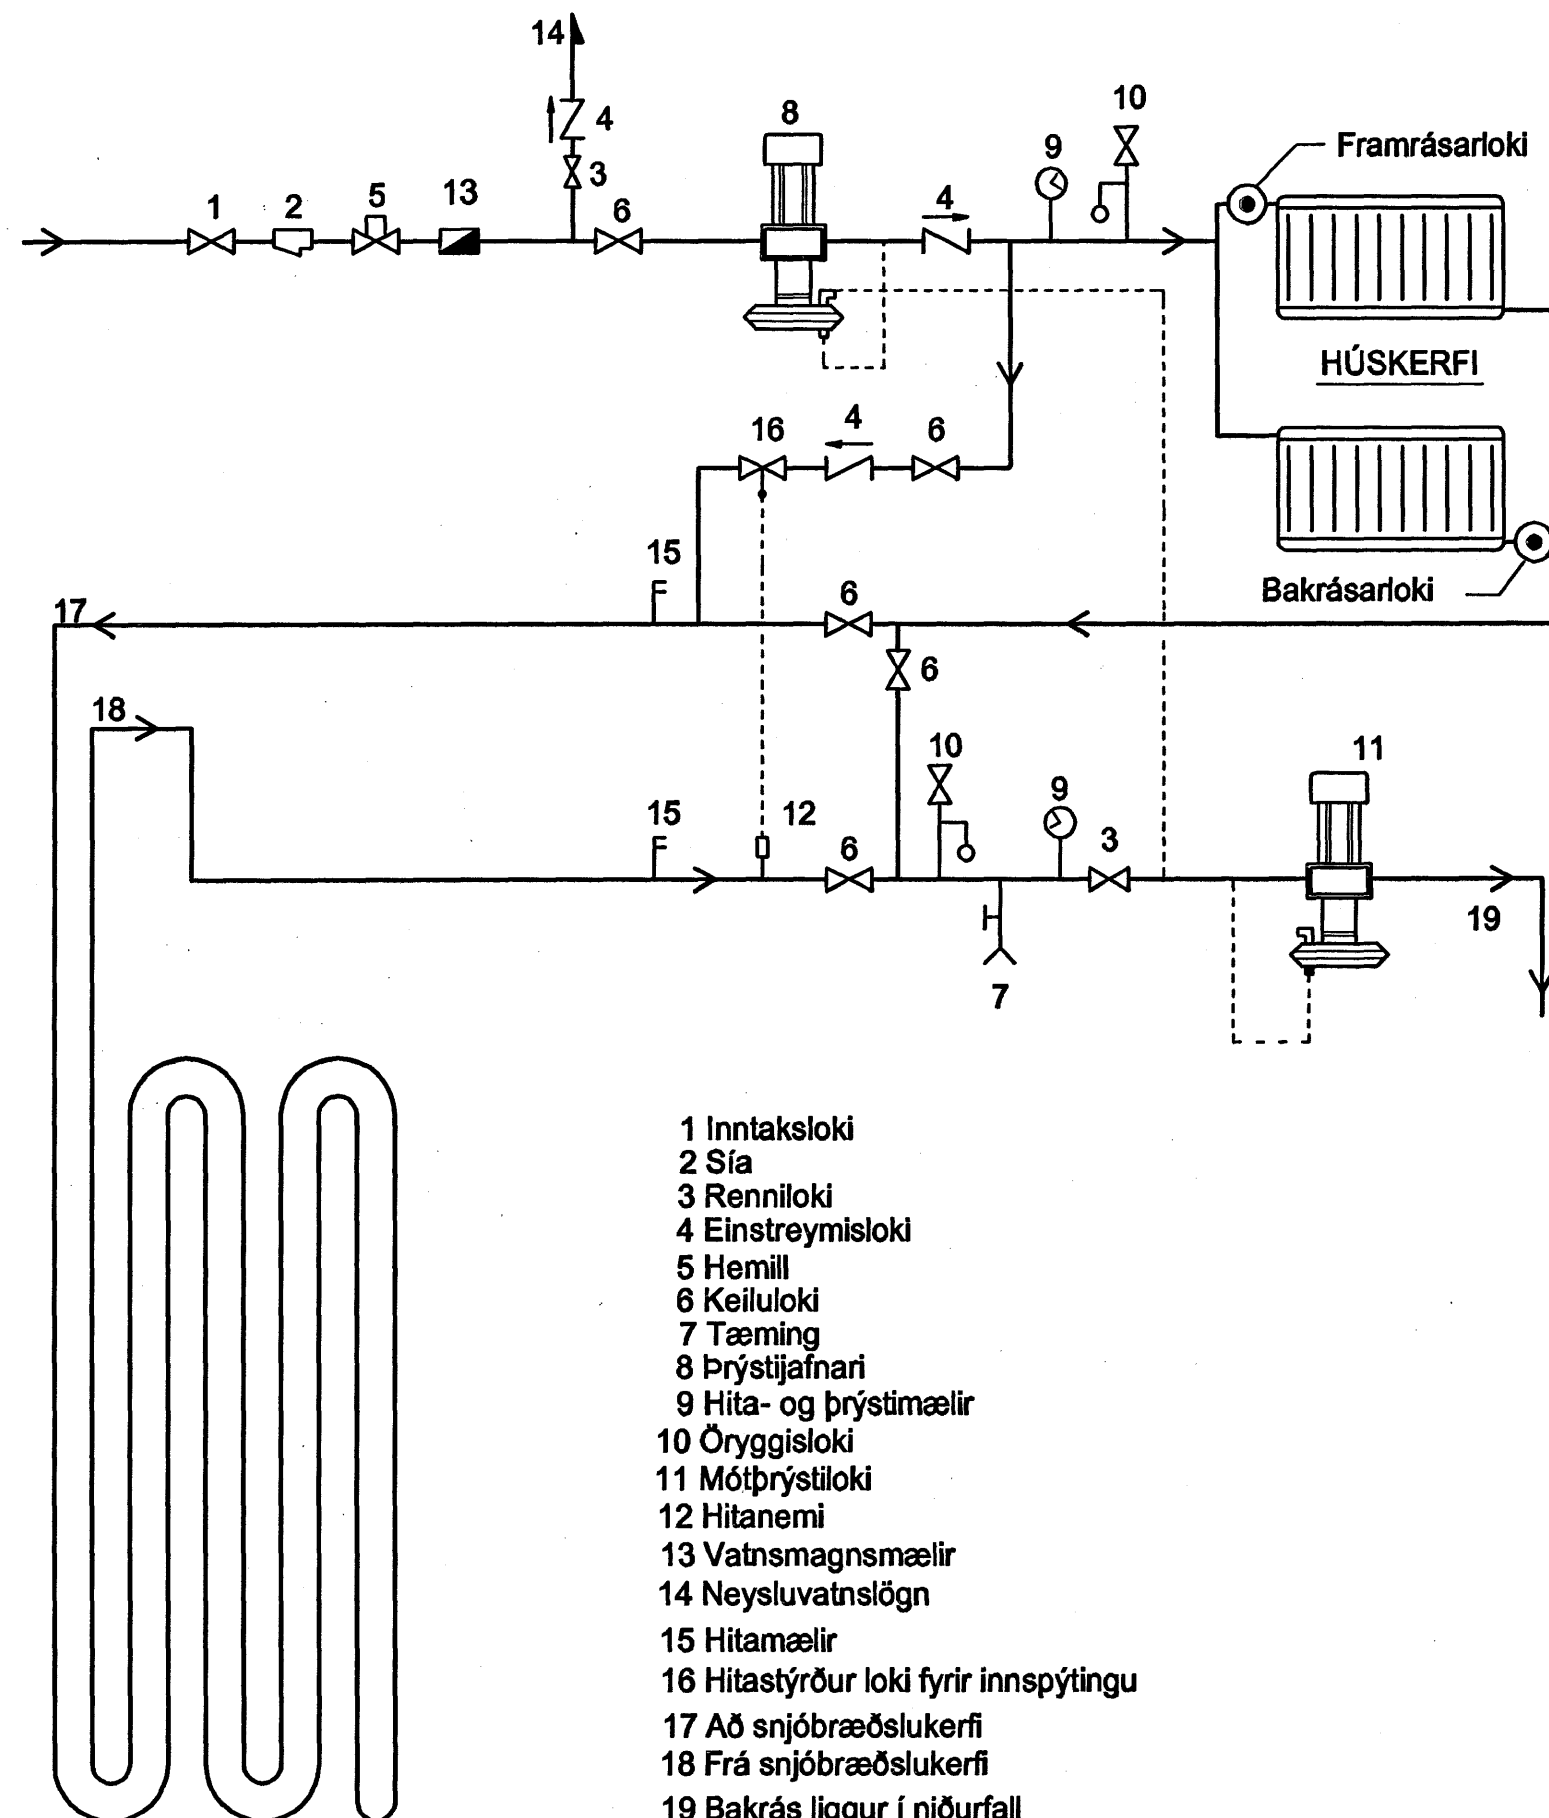 14
4
8
10
9
Framrásarloki
3
1
2
5
13
6
4
HÚSKERFI
16
4
6
15
Bakrásarloki
6
17
6
18
10
11
15
12
9
6
3
19
7
1 Inntaksloki
2 Sía
3 Renniloki
4 Einstreymisloki
5 Hemill
6 Keiluloki
7 Tæming
8 Þrýstijafnari
9 Hita- og þrýstimælir
10 Öryggisloki
11 Mótþrýstiloki
12 Hitanemi
13 Vatnsmagnsmælir
14 Neysluvatnslögn
15 Hitamælir
16 Hitastýrður loki fyrir innspýtingu
17 Að snjóbræðslukerfi
18 Frá snjóbræðslukerfi
19 Bakrás liggur í niðurfall